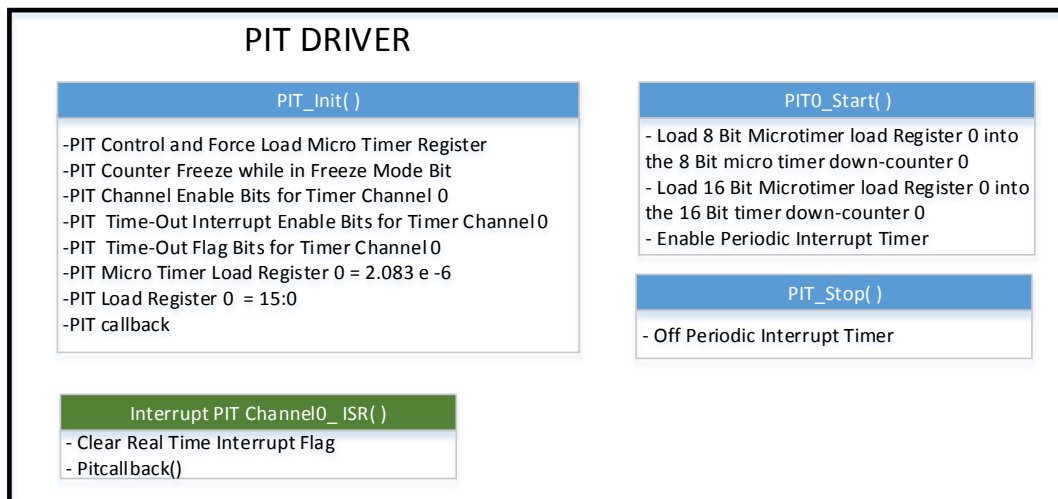 PIT DRIVER
PIT_Init( )
-PIT Control and Force Load Micro Timer Register
-PIT Counter Freeze while in Freeze Mode Bit
-PIT Channel Enable Bits for Timer Channel 0
-PIT  Time-Out Interrupt Enable Bits for Timer Channel 0
-PIT  Time-Out Flag Bits for Timer Channel 0
-PIT Micro Timer Load Register 0 = 2.083 e -6
-PIT Load Register 0  = 15:0
-PIT callback
PIT0_Start( )
- Load 8 Bit Microtimer load Register 0 into
the 8 Bit micro timer down-counter 0
- Load 16 Bit Microtimer load Register 0 into
the 16 Bit timer down-counter 0
- Enable Periodic Interrupt Timer
PIT_Stop( )
- Off Periodic Interrupt Timer
Interrupt PIT Channel0_ ISR( )
- Clear Real Time Interrupt Flag
- Pitcallback()